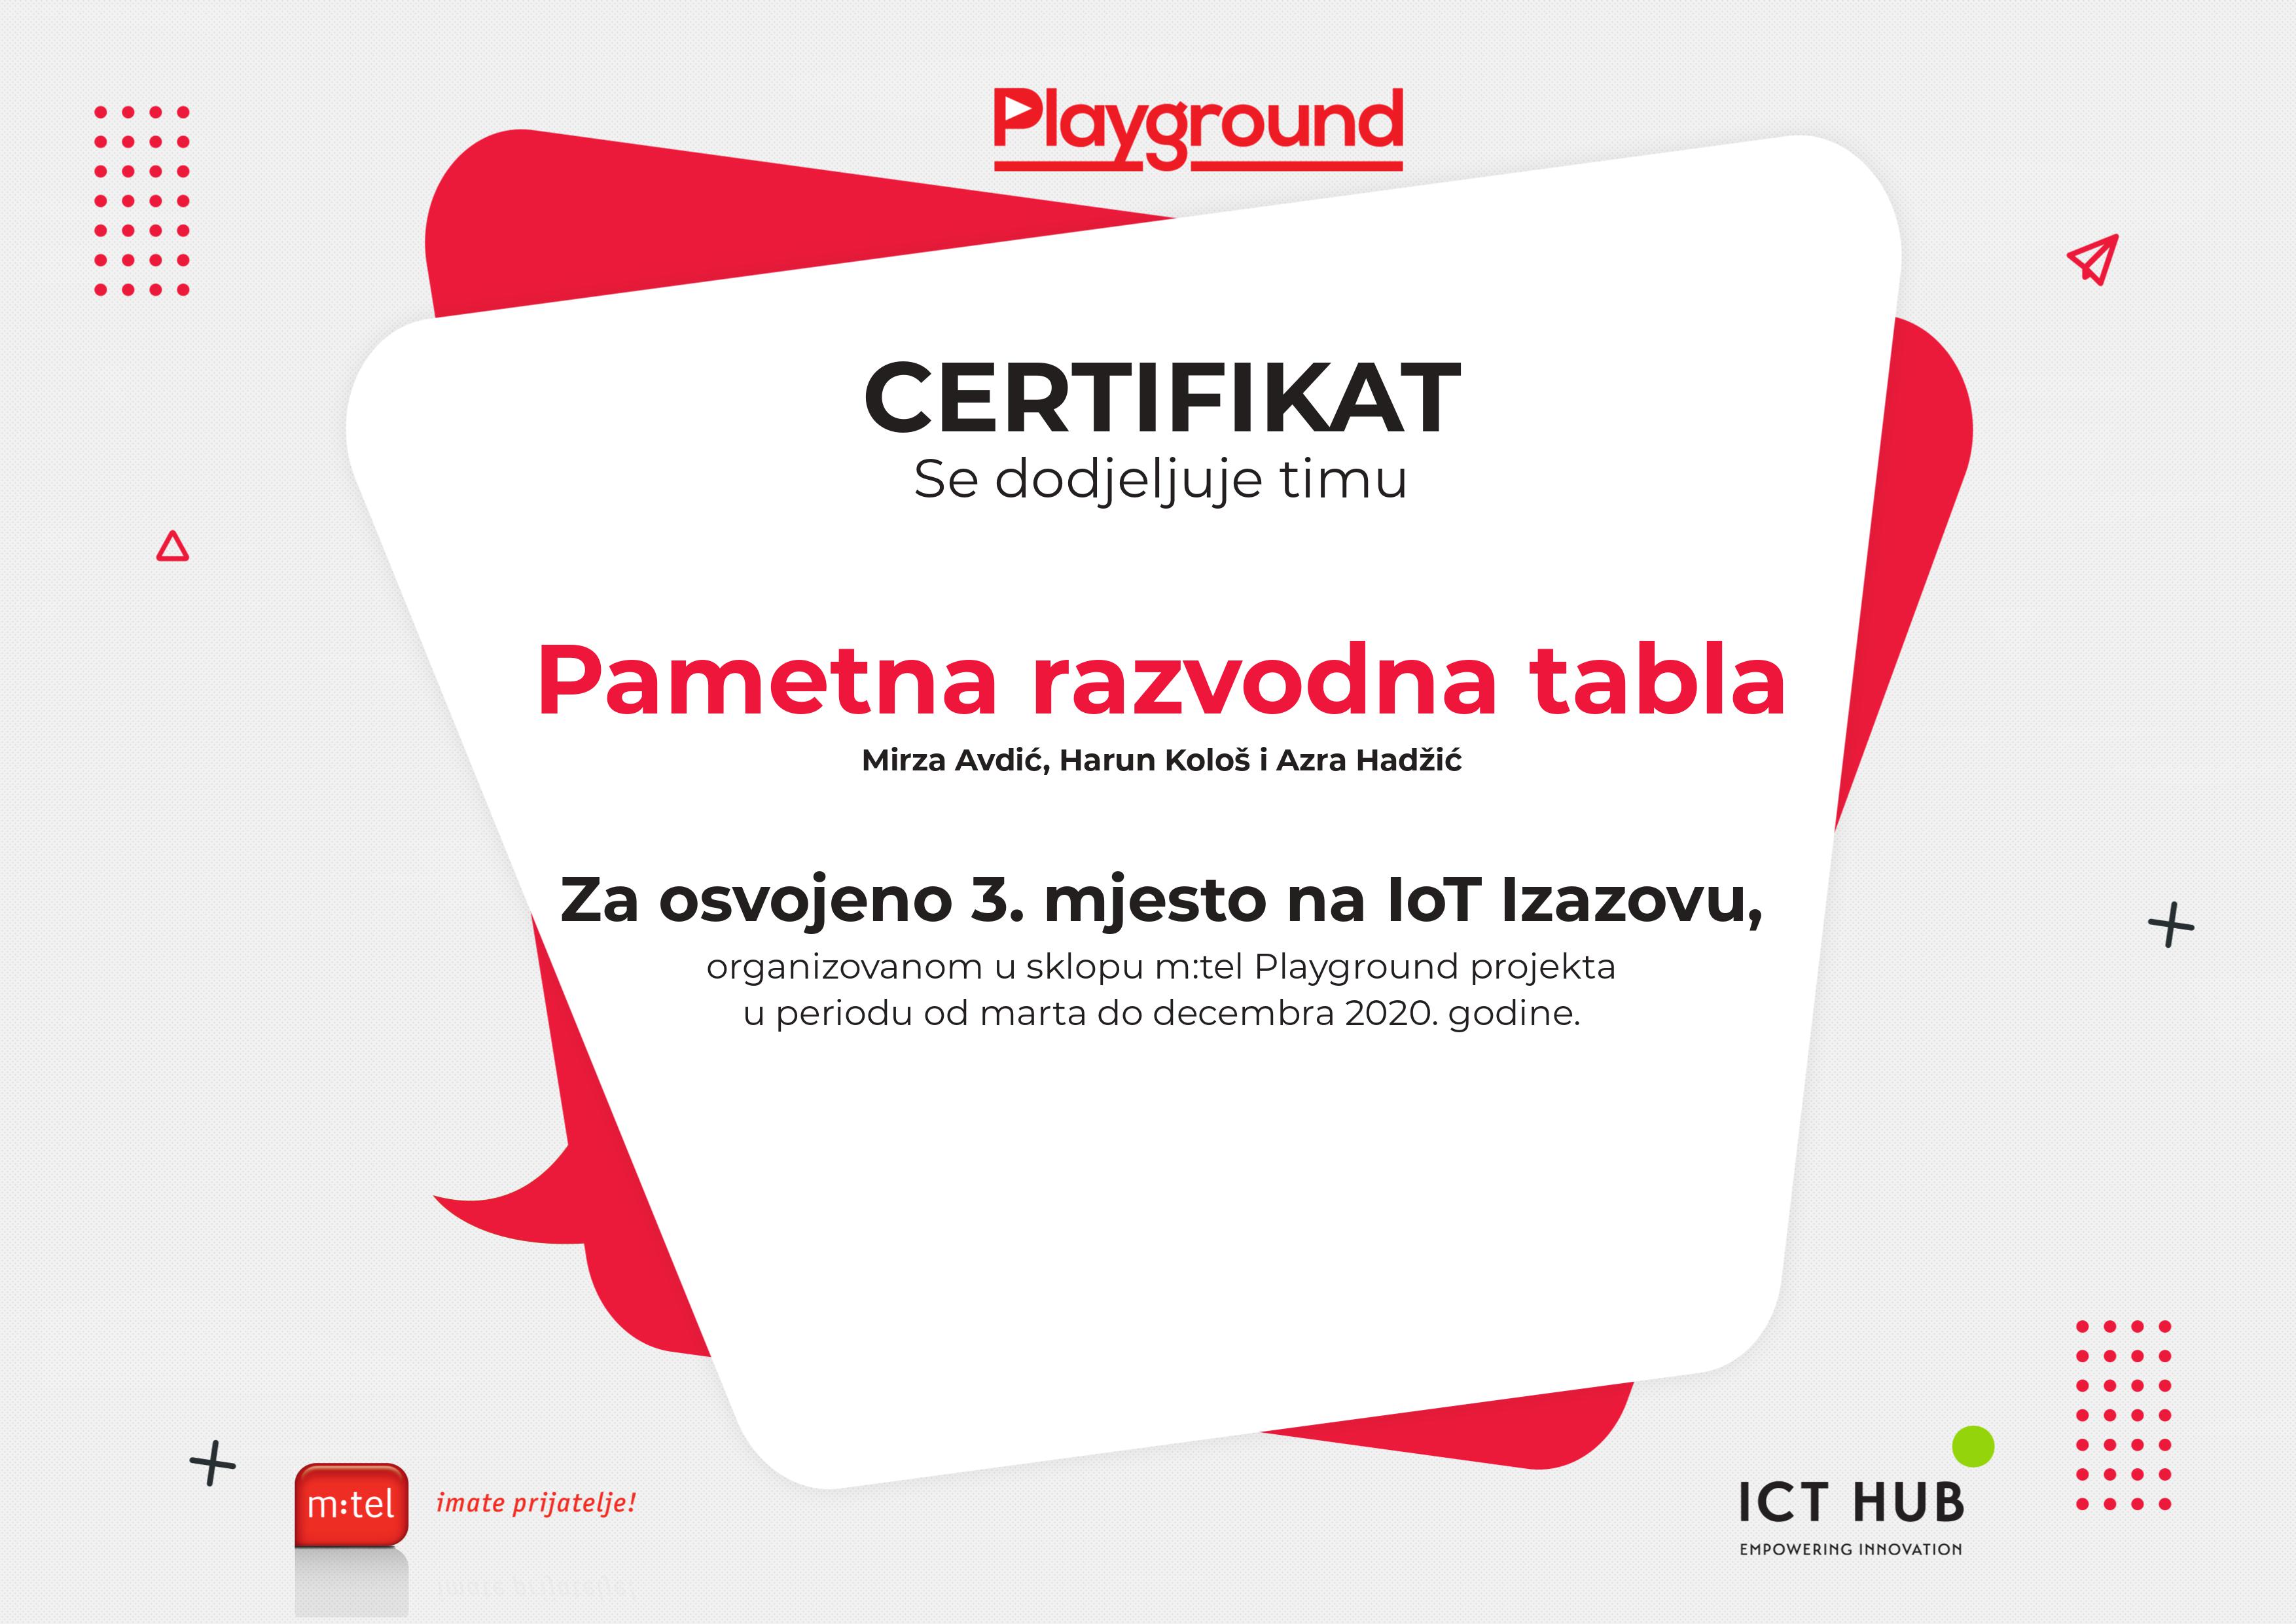 Playground
CERTIFIKAT
Se dodjeljuje timu
Pametna razvodna tabla
Mirza Avdić, Harun Kološ i Azra Hadžić
Za osvojeno 3. mjesto na IoT Izazovu,
organizovanom u sklopu m:tel Playground projekta
u periodu od marta do decembra 2020. godine.
m:tel imate prijatelje!
ICT HUB
EMPOWERING INNOVATION